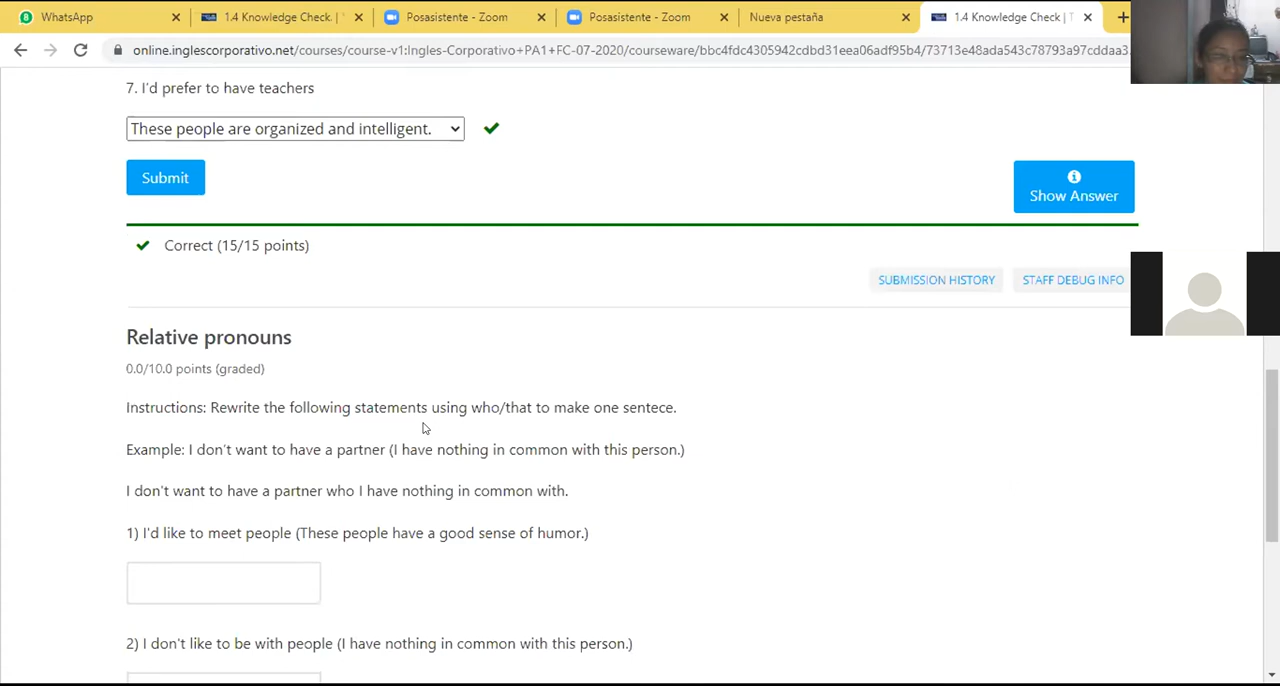 WhatsApp
1.4 Knowledge Check. |
Posasistente - Zoom
Posasistente - Zoom
Nueva pestaña
1.4 Knowledge Check | T
online.inglescorporativo.net/courses/course-v1:Ingles-Corporativo+PA1+FC-07-2020/courseware/bbc4fdc4305942cdbd31eea06adf95b4/73713e48ada543c78793a97cddaa3...
7. I'd prefer to have teachers
These people are organized and intelligent.
Submit
Show Answer
Correct (15/15 points)
SUBMISSION HISTORY
STAFF DEBUG INFO
Relative pronouns
0.0/10.0 points (graded)
Instructions: Rewrite the following statements using who/that to make one sentece.
Example: I don't want to have a partner (I have nothing in common with this person.)
I don't want to have a partner who I have nothing in common with.
1) I'd like to meet people (These people have a good sense of humor.)
2) I don't like to be with people (I have nothing in common with this person.)